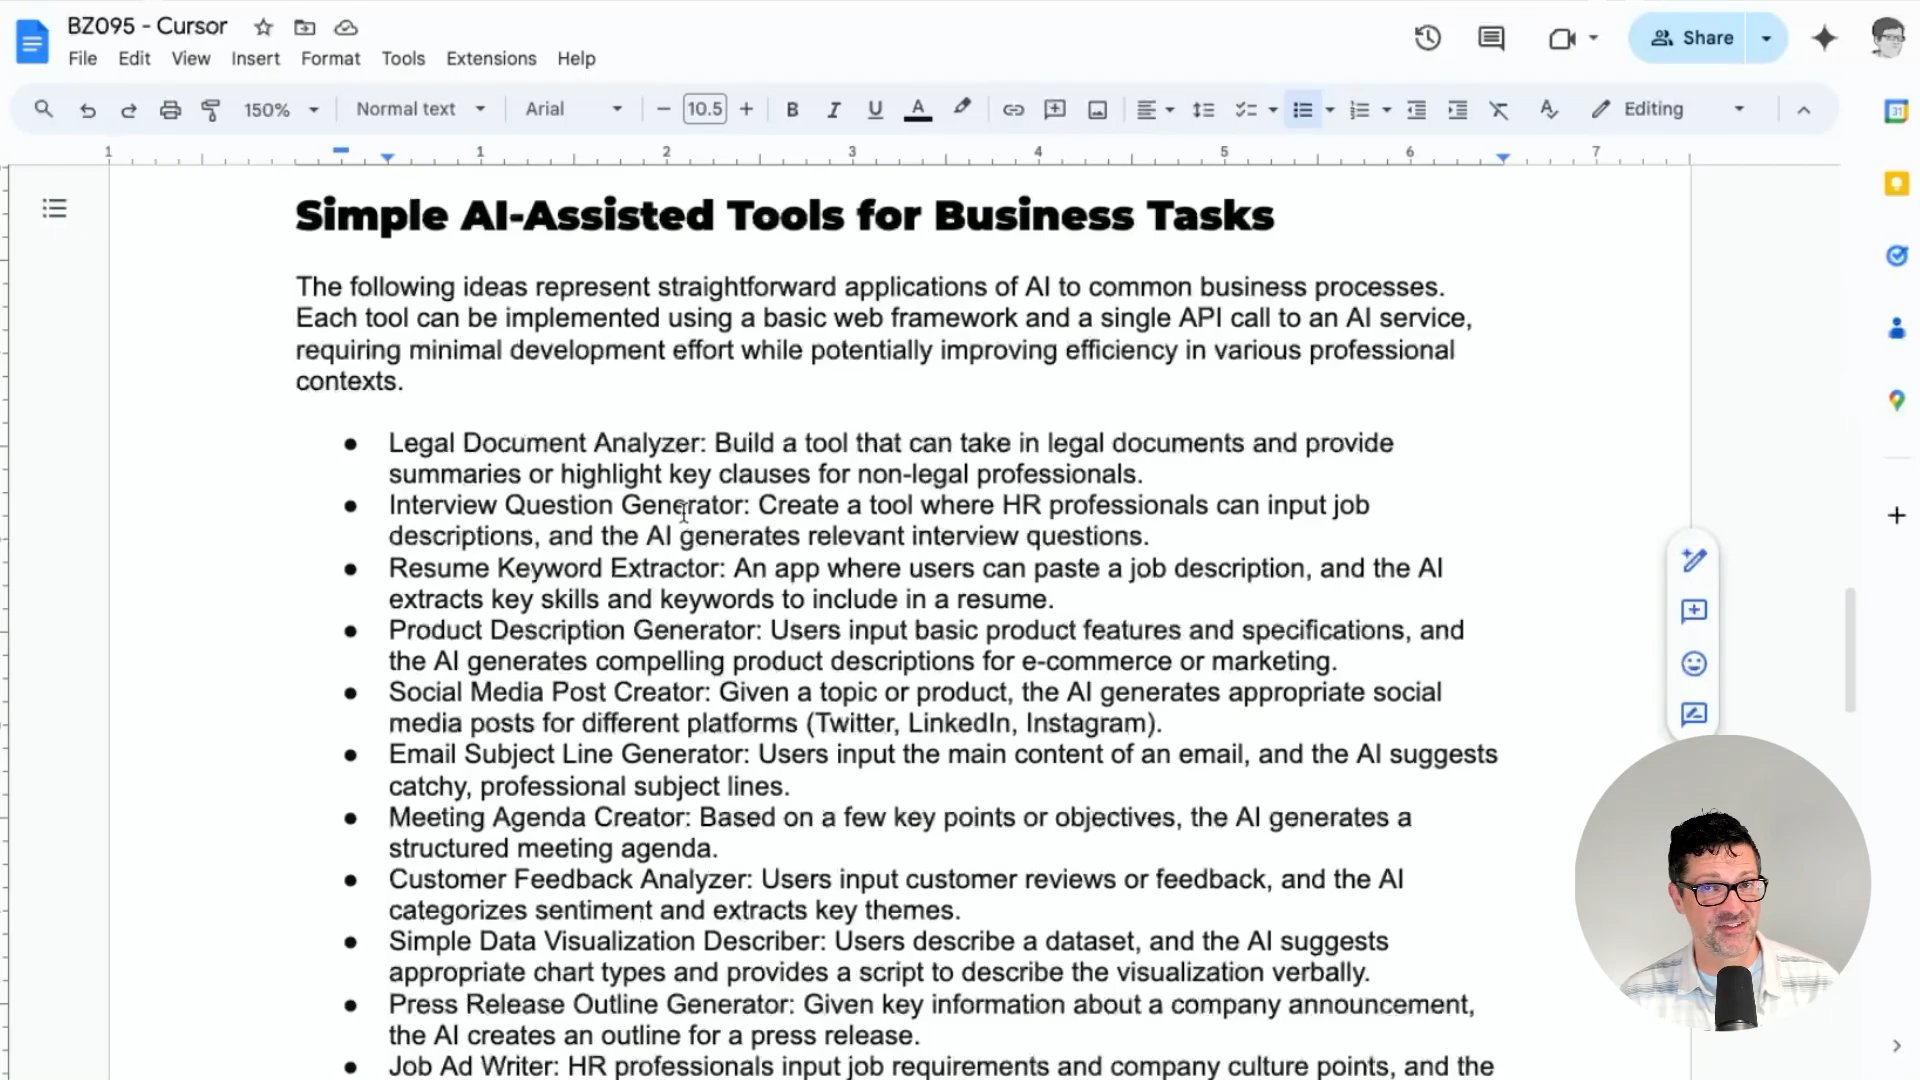 BZ095 - Cursor
File Edit View Insert Format Tools Extensions Help
Share
150% Normal text Arial 10.5 B I U A Editing
31
1 1 2 3 4 5 6 7
Simple AI-Assisted Tools for Business Tasks
The following ideas represent straightforward applications of AI to common business processes.
Each tool can be implemented using a basic web framework and a single API call to an AI service,
requiring minimal development effort while potentially improving efficiency in various professional
contexts.
● Legal Document Analyzer: Build a tool that can take in legal documents and provide
summaries or highlight key clauses for non-legal professionals.
● Interview Question Generator: Create a tool where HR professionals can input job
descriptions, and the AI generates relevant interview questions.
● Resume Keyword Extractor: An app where users can paste a job description, and the AI
extracts key skills and keywords to include in a resume.
● Product Description Generator: Users input basic product features and specifications, and
the AI generates compelling product descriptions for e-commerce or marketing.
● Social Media Post Creator: Given a topic or product, the AI generates appropriate social
media posts for different platforms (Twitter, LinkedIn, Instagram).
● Email Subject Line Generator: Users input the main content of an email, and the AI suggests
catchy, professional subject lines.
● Meeting Agenda Creator: Based on a few key points or objectives, the AI generates a
structured meeting agenda.
● Customer Feedback Analyzer: Users input customer reviews or feedback, and the AI
categorizes sentiment and extracts key themes.
● Simple Data Visualization Describer: Users describe a dataset, and the AI suggests
appropriate chart types and provides a script to describe the visualization verbally.
● Press Release Outline Generator: Given key information about a company announcement,
the AI creates an outline for a press release.
● Job Ad Writer: HR professionals input job requirements and company culture points, and the